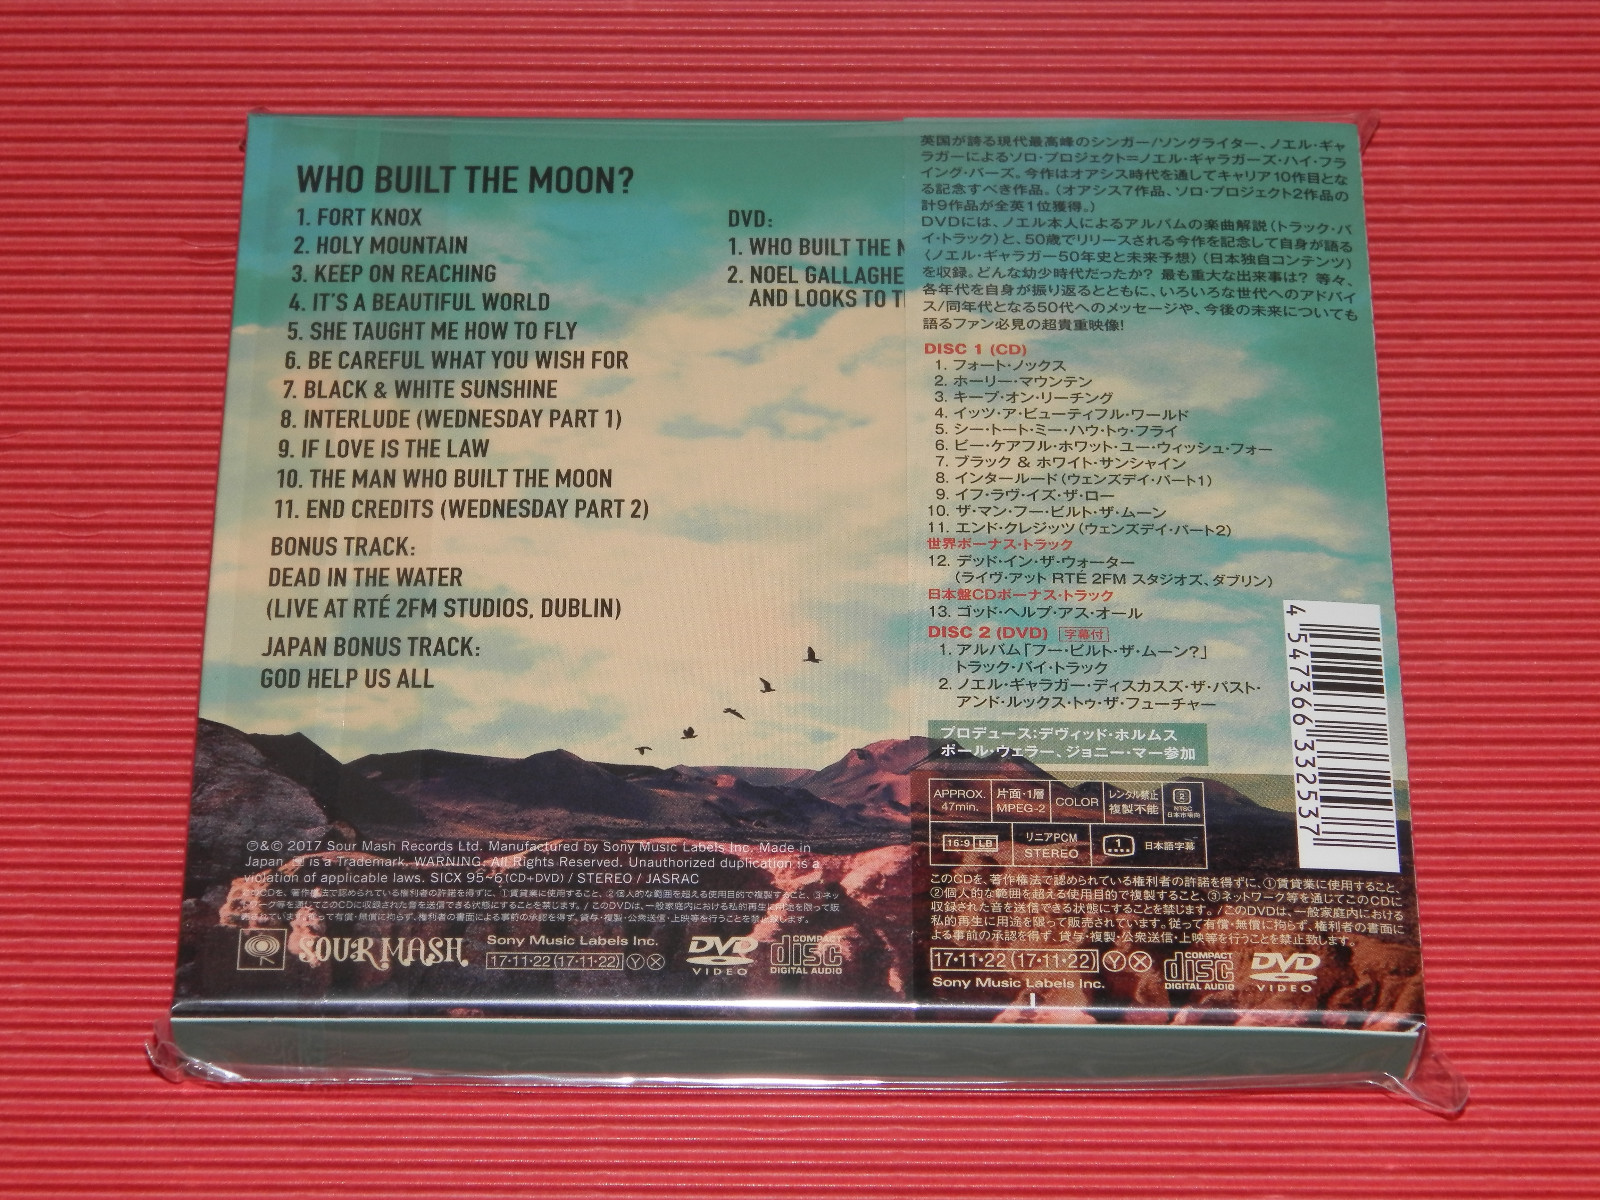 WHO BUILT THE MOON?
1. FORT KNOX
2. HOLY MOUNTAIN
3. KEEP ON REACHING
4. IT'S A BEAUTIFUL WORLD
5. SHE TAUGHT ME HOW TO FLY
6. BE CAREFUL WHAT YOU WISH FOR
7. BLACK & WHITE SUNSHINE
8. INTERLUDE (WEDNESDAY PART 1)
9. IF LOVE IS THE LAW
10. THE MAN WHO BUILT THE MOON
11. END CREDITS (WEDNESDAY PART 2)
BONUS TRACK:
DEAD IN THE WATER
(LIVE AT RTÉ 2FM STUDIOS, DUBLIN)
JAPAN BONUS TRACK:
GOD HELP US ALL
DVD:
1. WHO BUILT THE
2. NOEL GALLAGHE
AND LOOKS TO
℗&© 2017 Sour Mash Records Ltd. Manufactured by Sony Music Labels Inc. Made in
Japan. is a Trademark. WARNING: All Rights Reserved. Unauthorized duplication is a
violation of applicable laws. SICX 95~6 (CD+DVD) / STEREO / JASRAC
SOUR MASH
Sony Music Labels Inc.
17·11·22 (17·11·22) Ⓨ Ⓧ
DVD VIDEO
COMPACT disc DIGITAL AUDIO
英国が誇る現代最高峰のシンガー/ソングライター、ノエル・ギャ
ラガーによるソロ・プロジェクト=ノエル・ギャラガーズ・ハイ・フラ
イング・バーズ。今作はオアシス時代を通してキャリア10作目とな
る記念すべき作品。(オアシス7作品、ソロ・プロジェクト2作品の
計9作品が全英1位獲得。)
DVDには、ノエル本人によるアルバムの楽曲解説(トラック・バ
イ・トラック)と、50歳でリリースされる今作を記念して自身が語る
〈ノエル・ギャラガー50年史と未来予想〉(日本独自コンテンツ)
を収録。どんな幼少時代だったか? 最も重大な出来事は? 等々、
各年代を自身が振り返るとともに、いろいろな世代へのアドバイ
ス/同年代となる50代へのメッセージや、今後の未来についても
語るファン必見の超貴重映像!
DISC 1 (CD)
1. フォート・ノックス
2. ホーリー・マウンテン
3. キープ・オン・リーチング
4. イッツ・ア・ビューティフル・ワールド
5. シー・トート・ミー・ハウ・トゥ・フライ
6. ビー・ケアフル・ホワット・ユー・ウィッシュ・フォー
7. ブラック & ホワイト・サンシャイン
8. インタールード (ウェンズデイ・パート1)
9. イフ・ラヴ・イズ・ザ・ロー
10. ザ・マン・フー・ビルト・ザ・ムーン
11. エンド・クレジッツ (ウェンズデイ・パート2)
世界ボーナス・トラック
12. デッド・イン・ザ・ウォーター
(ライヴ・アット RTÉ 2FM スタジオズ、ダブリン)
日本盤CDボーナス・トラック
13. ゴッド・ヘルプ・アス・オール
DISC 2 (DVD) 字幕付
1. アルバム「フー・ビルト・ザ・ムーン?」
トラック・バイ・トラック
2. ノエル・ギャラガー・ディスカスズ・ザ・パスト・
アンド・ルックス・トゥ・ザ・フューチャー
プロデュース:デヴィッド・ホルムス
ポール・ウェラー、ジョニー・マー参加
APPROX. 47min. 片面・1層 MPEG-2 COLOR レンタル禁止 複製不能 2 NTSC 日本市場向
16:9 LB リニアPCM STEREO 1 日本語字幕
このCDを、著作権法で認められている権利者の許諾を得ずに、①賃貸業に使用すること、
②個人的な範囲を超える使用目的で複製すること、③ネットワーク等を通じてこのCDに
収録された音を送信できる状態にすることを禁じます。/このDVDは、一般家庭内における
私的再生に用途を限って販売されています。従って有償・無償に拘らず、権利者の書面に
よる事前の承認を得ず、貸与・複製・公衆送信・上映等を行うことを禁止致します。
17·11·22 (17·11·22) Ⓨ Ⓧ
COMPACT disc DIGITAL AUDIO
DVD VIDEO
Sony Music Labels Inc.
4 547366 332537